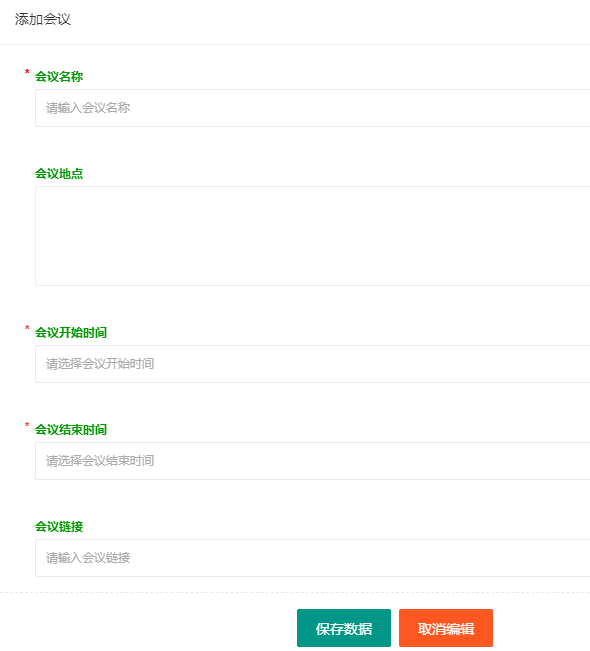 添加会议
* 会议名称
请输入会议名称
会议地点
* 会议开始时间
请选择会议开始时间
* 会议结束时间
请选择会议结束时间
会议链接
请输入会议链接
保存数据 取消编辑